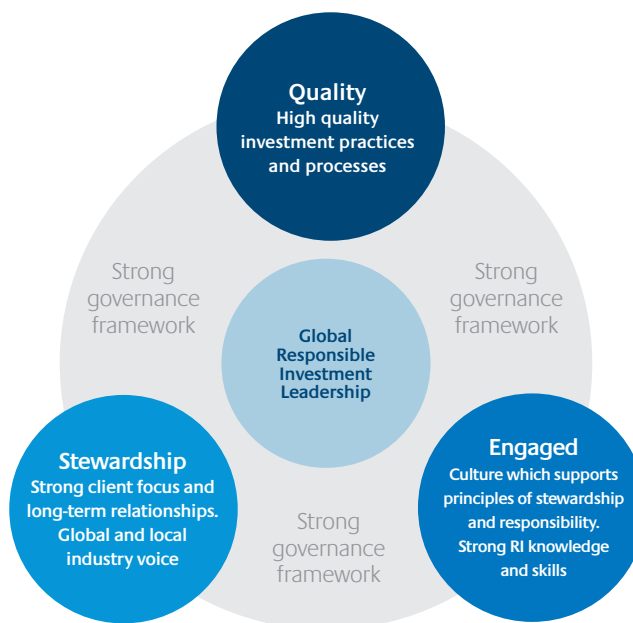 Quality
High quality
investment practices
and processes
Strong
governance
framework
Strong
governance
framework
Global
Responsible
Investment
Leadership
Stewardship
Strong client focus and
long-term relationships.
Global and local
industry voice
Engaged
Culture which supports
principles of stewardship
and responsibility.
Strong RI knowledge
and skills
Strong
governance
framework